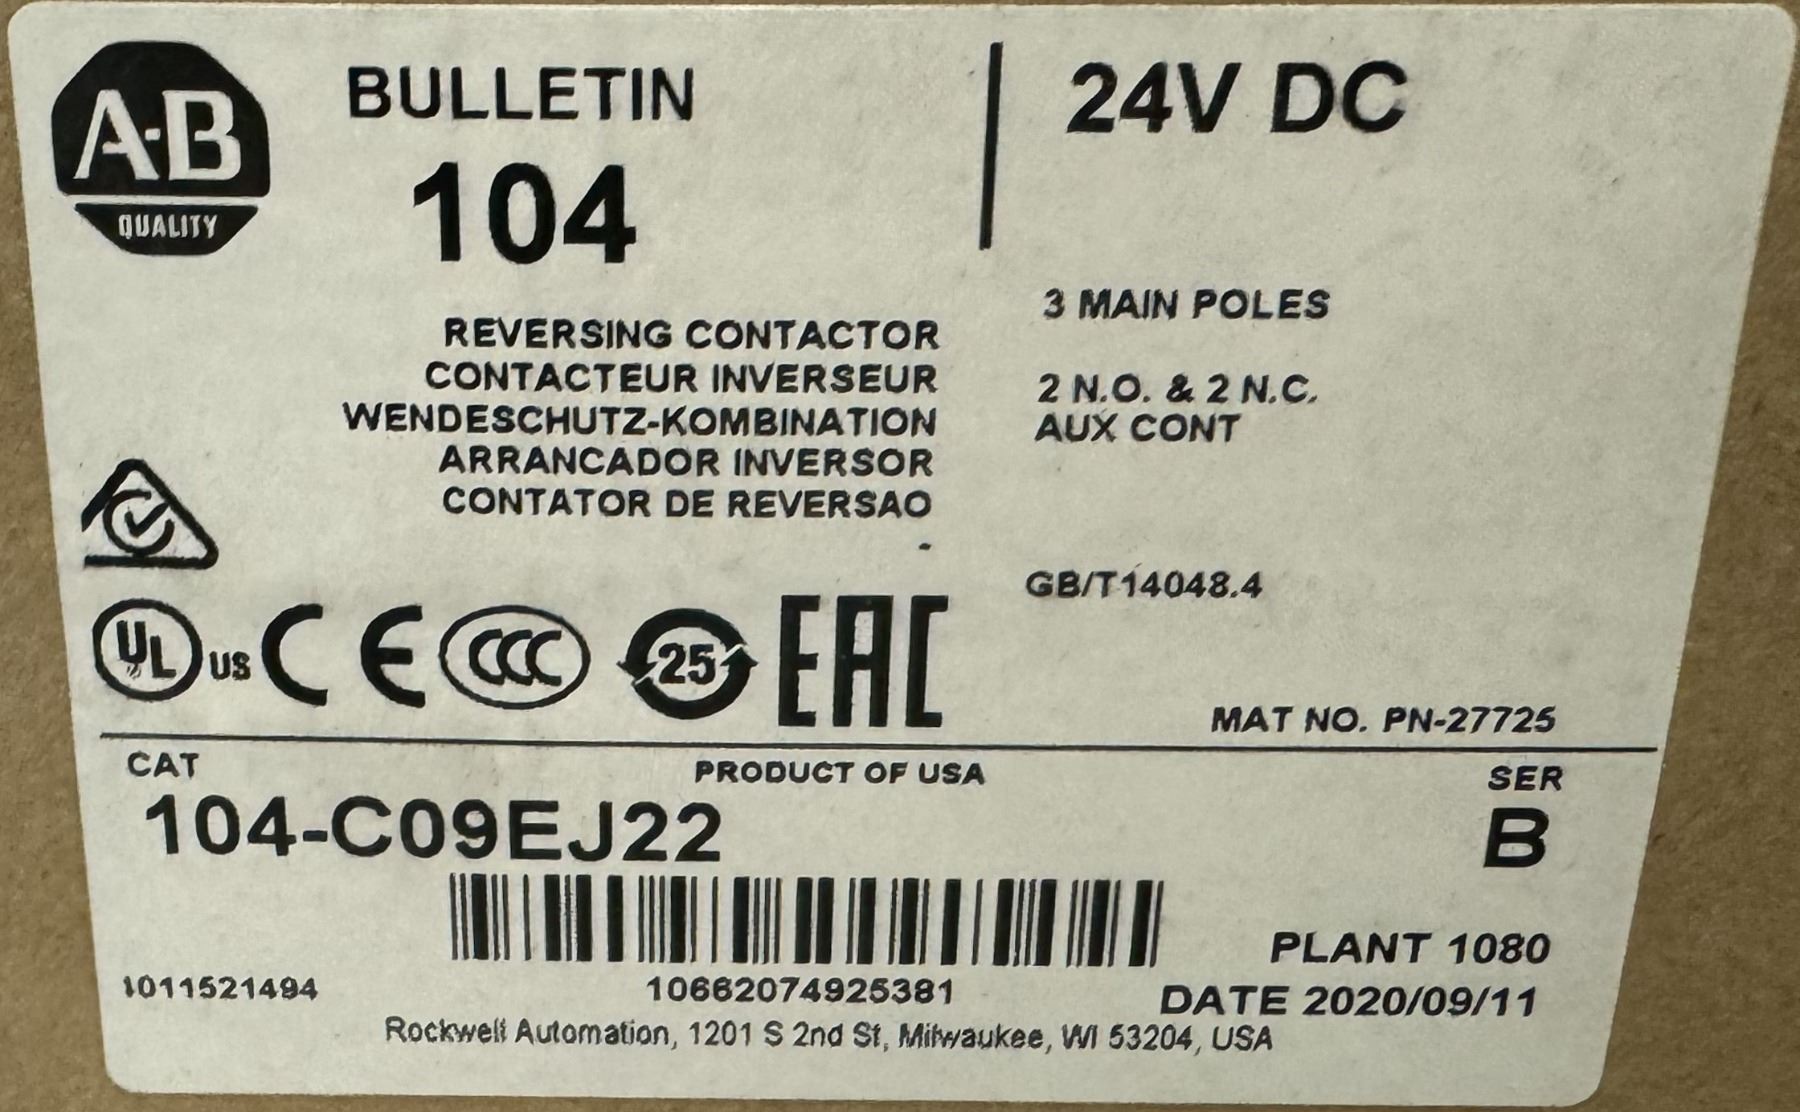 A-B
QUALITY
BULLETIN
104
24V DC
REVERSING CONTACTOR
CONTACTEUR INVERSEUR
WENDESCHUTZ-KOMBINATION
ARRANCADOR INVERSOR
CONTATOR DE REVERSAO
3 MAIN POLES
2 N.O. & 2 N.C.
AUX CONT
GB/T14048.4
UL US CE CCC 25 EAC
MAT NO. PN-27725
CAT
PRODUCT OF USA
SER
104-C09EJ22
B
PLANT 1080
1011521494
10662074925381
DATE 2020/09/11
Rockwell Automation, 1201 S 2nd St, Milwaukee, WI 53204, USA